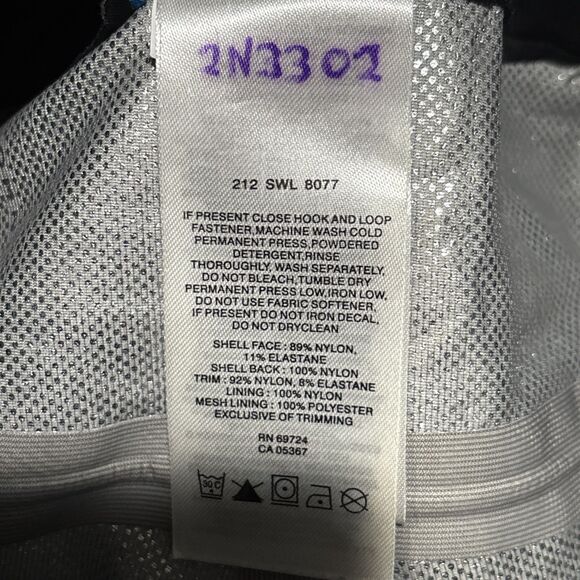 2N3302
212 SWL 8077
IF PRESENT CLOSE HOOK AND LOOP
FASTENER,MACHINE WASH COLD
PERMANENT PRESS,POWDERED
DETERGENT,RINSE
THOROUGHLY, WASH SEPARATELY,
DO NOT BLEACH,TUMBLE DRY
PERMANENT PRESS LOW,IRON LOW,
DO NOT USE FABRIC SOFTENER,
IF PRESENT DO NOT IRON DECAL,
DO NOT DRYCLEAN
SHELL FACE : 89% NYLON,
11% ELASTANE
SHELL BACK : 100% NYLON
TRIM : 92% NYLON, 8% ELASTANE
LINING : 100% NYLON
MESH LINING : 100% POLYESTER
EXCLUSIVE OF TRIMMING
RN 69724
CA 05367
30C